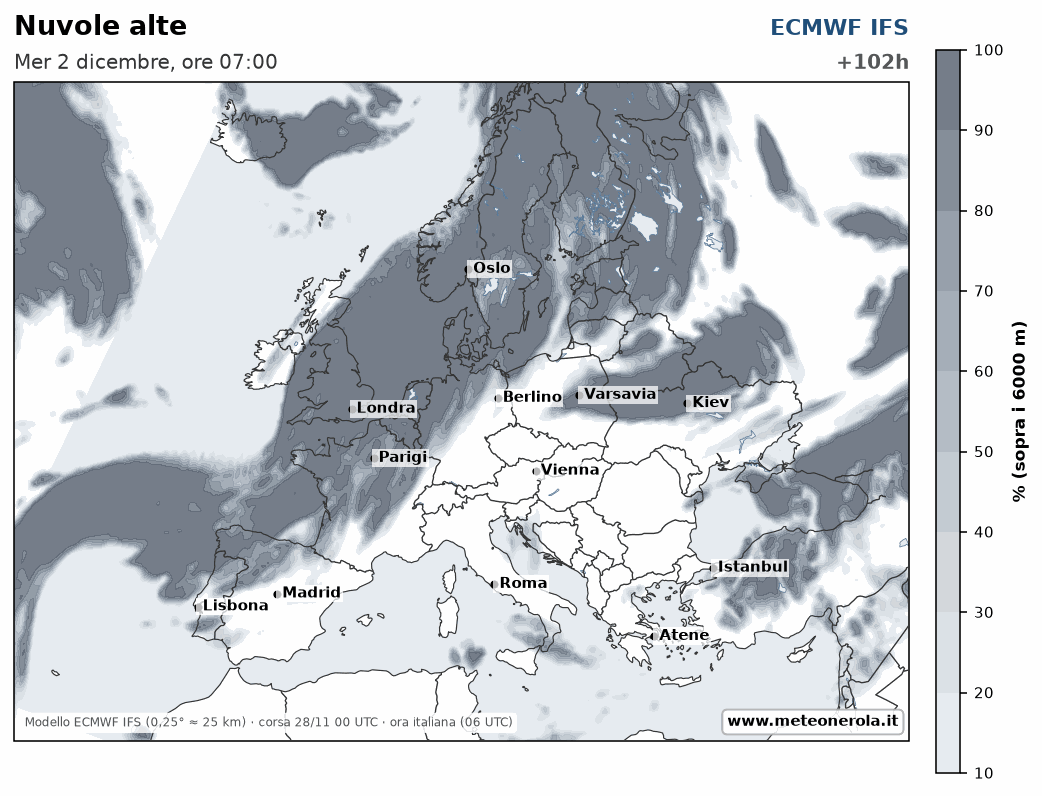 Nuvole alte
ECMWF IFS
Mer 2 dicembre, ore 07:00
+102h
100
90
80
70
60
50
40
30
20
10
% (sopra i 6000 m)
Oslo
Berlino
Varsavia
Kiev
Londra
Parigi
Vienna
Istanbul
Roma
Madrid
Lisbona
Atene
Modello ECMWF IFS (0,25° ≈ 25 km) · corsa 28/11 00 UTC · ora italiana (06 UTC)
www.meteonerola.it